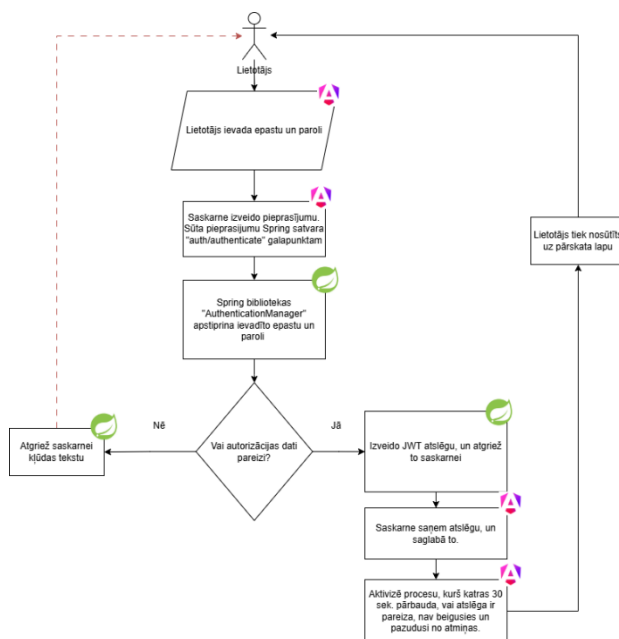 Lietotājs
Lietotājs ievada epastu un paroli
Saskarne izveido pieprasījumu.
Sūta pieprasijumu Spring satvara
"auth/authenticate" galapunktam
Lietotājs tiek nosūtīts
uz pārskata lapu
Spring bibliotekas
"AuthenticationManager"
apstiprina ievadīto epastu un
paroli
Nē
Jā
Atgriež saskarnei
kļūdas tekstu
Vai autorizācijas dati
pareizi?
Izveido JWT atslēgu, un atgriež
to saskarnei
Saskarne saņem atslēgu, un
saglabā to.
Aktivizē procesu, kurš katras 30
sek. pārbauda, vai atslēga ir
pareiza, nav beigusies un
pazudusi no atmiņas.